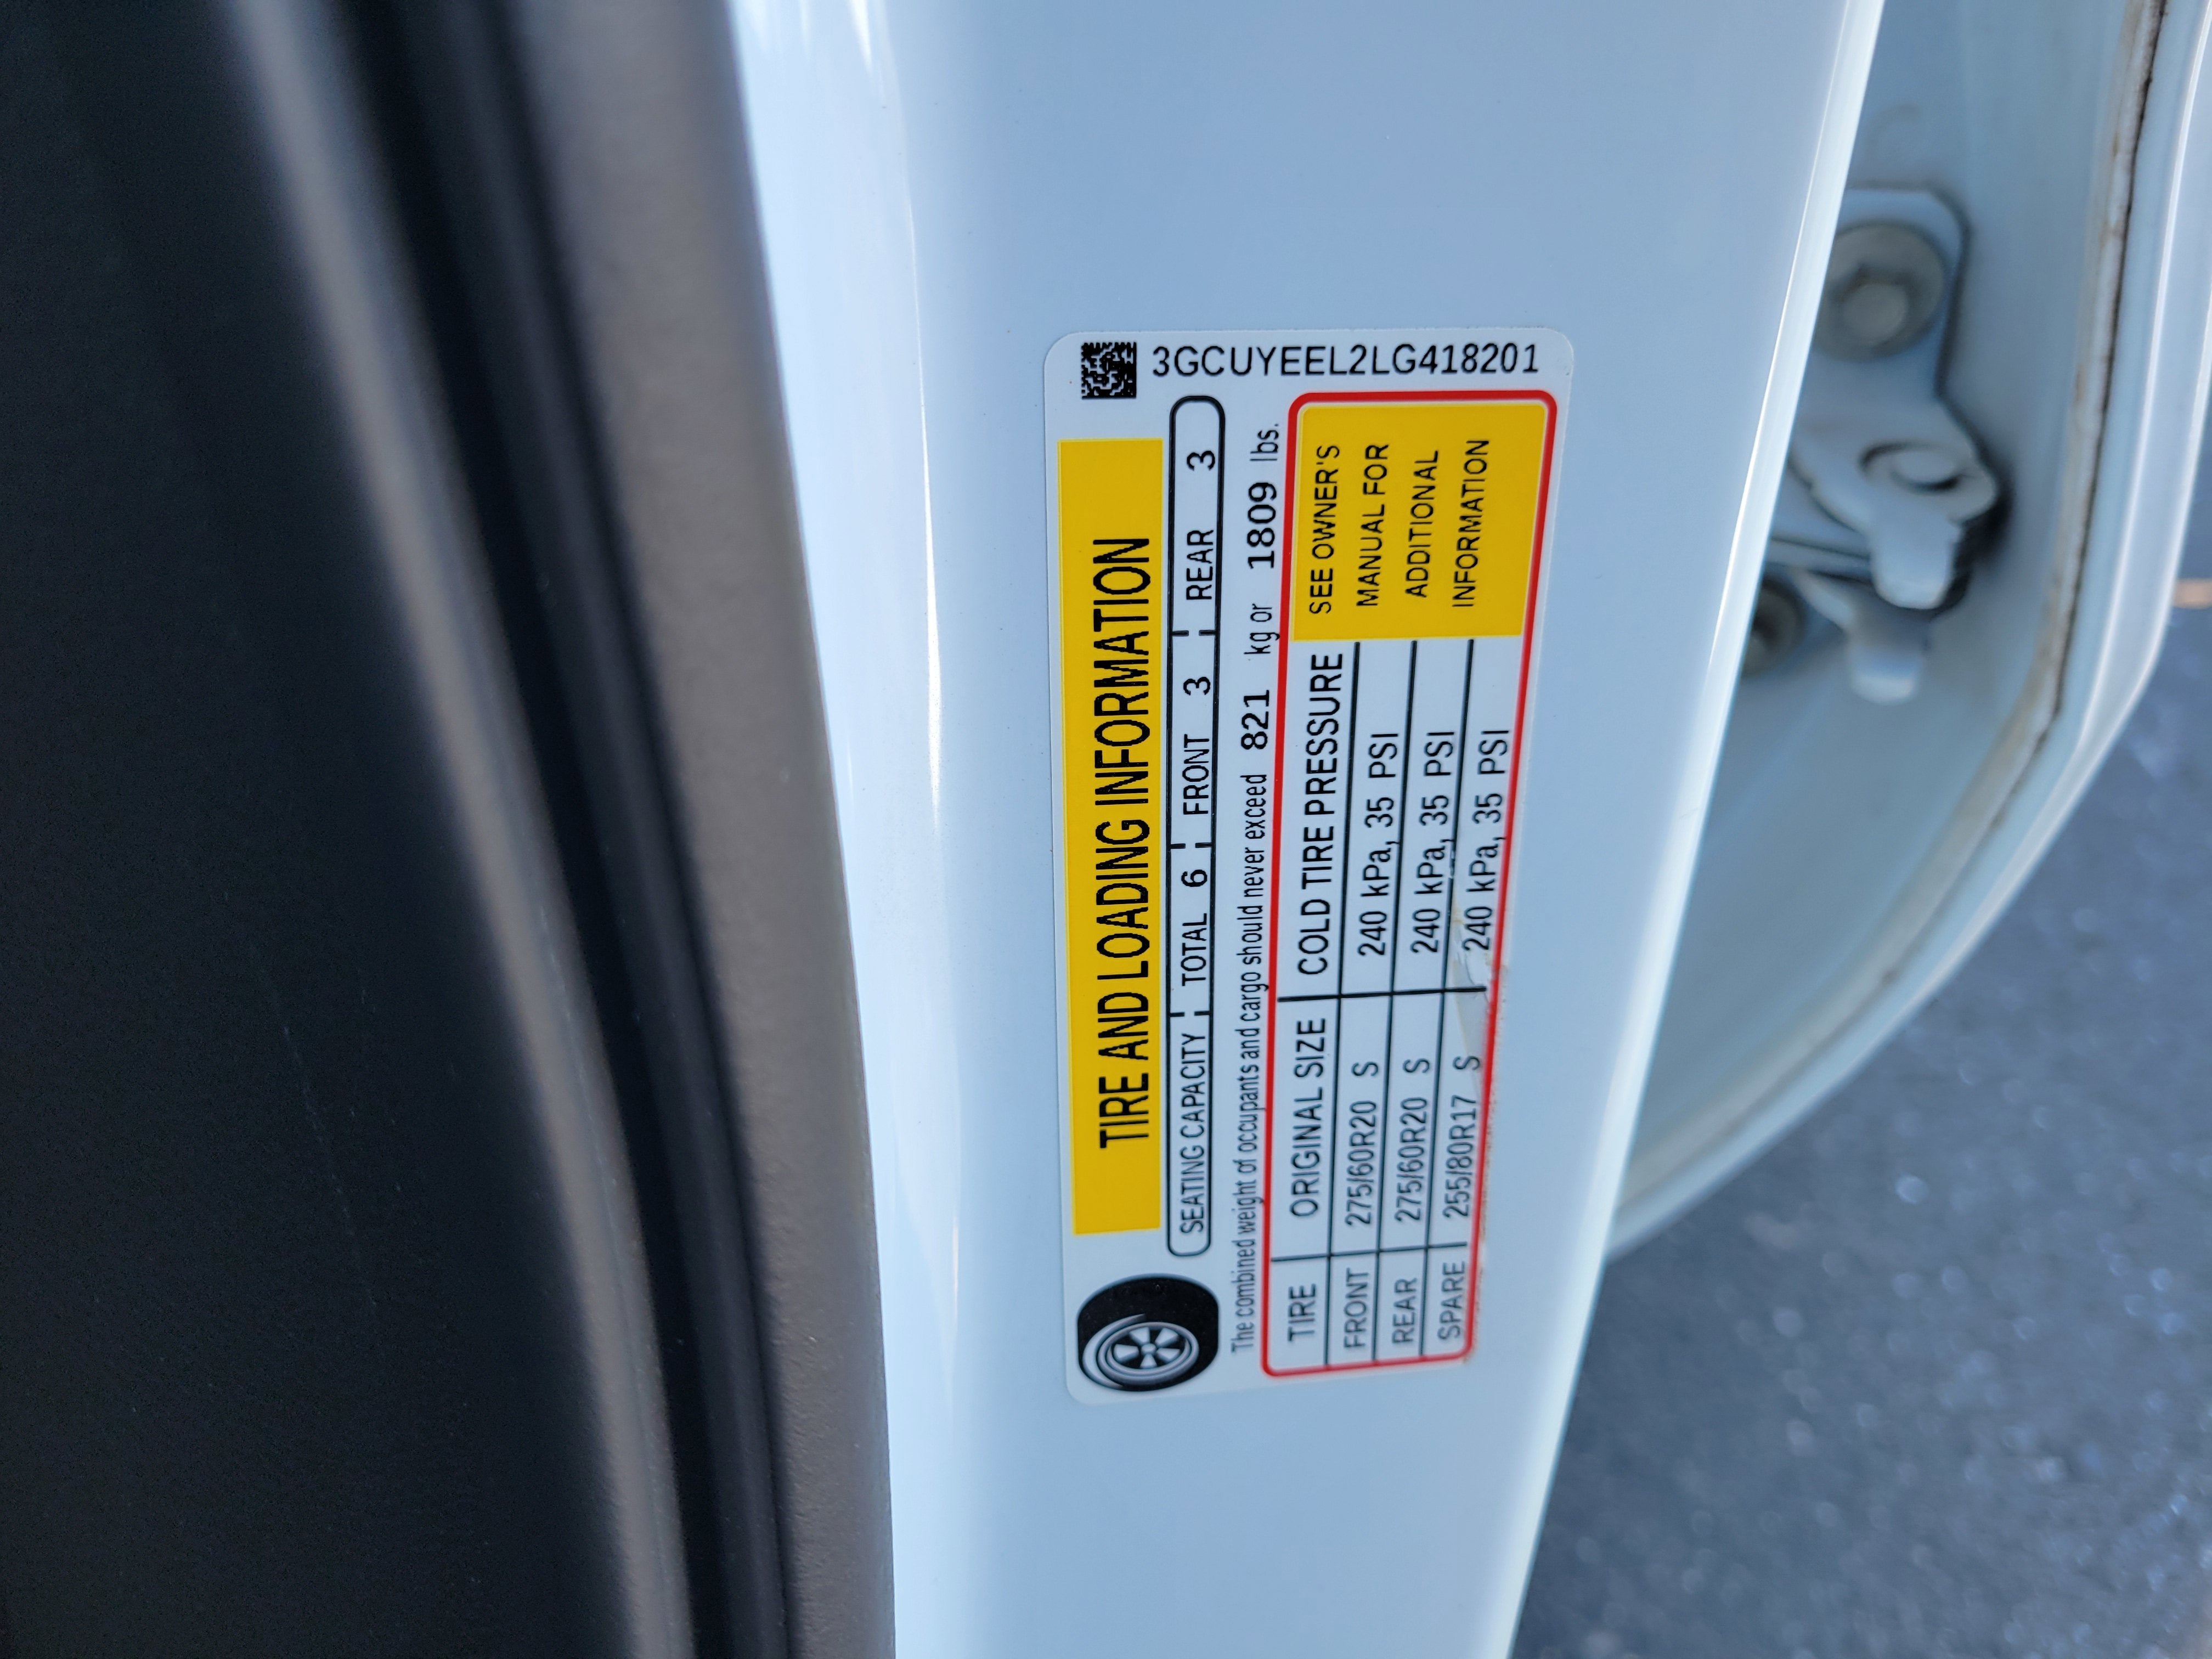 3GCUYEEL2LG418201
TIRE AND LOADING INFORMATION
SEATING CAPACITY TOTAL 6 FRONT 3 REAR 3
The combined weight of occupants and cargo should never exceed 821 kg or 1809 lbs.
TIRE ORIGINAL SIZE COLD TIRE PRESSURE
FRONT 275/60R20 S 240 kPa, 35 PSI
REAR 275/60R20 S 240 kPa, 35 PSI
SPARE 255/80R17 S 240 kPa, 35 PSI
SEE OWNER'S
MANUAL FOR
ADDITIONAL
INFORMATION